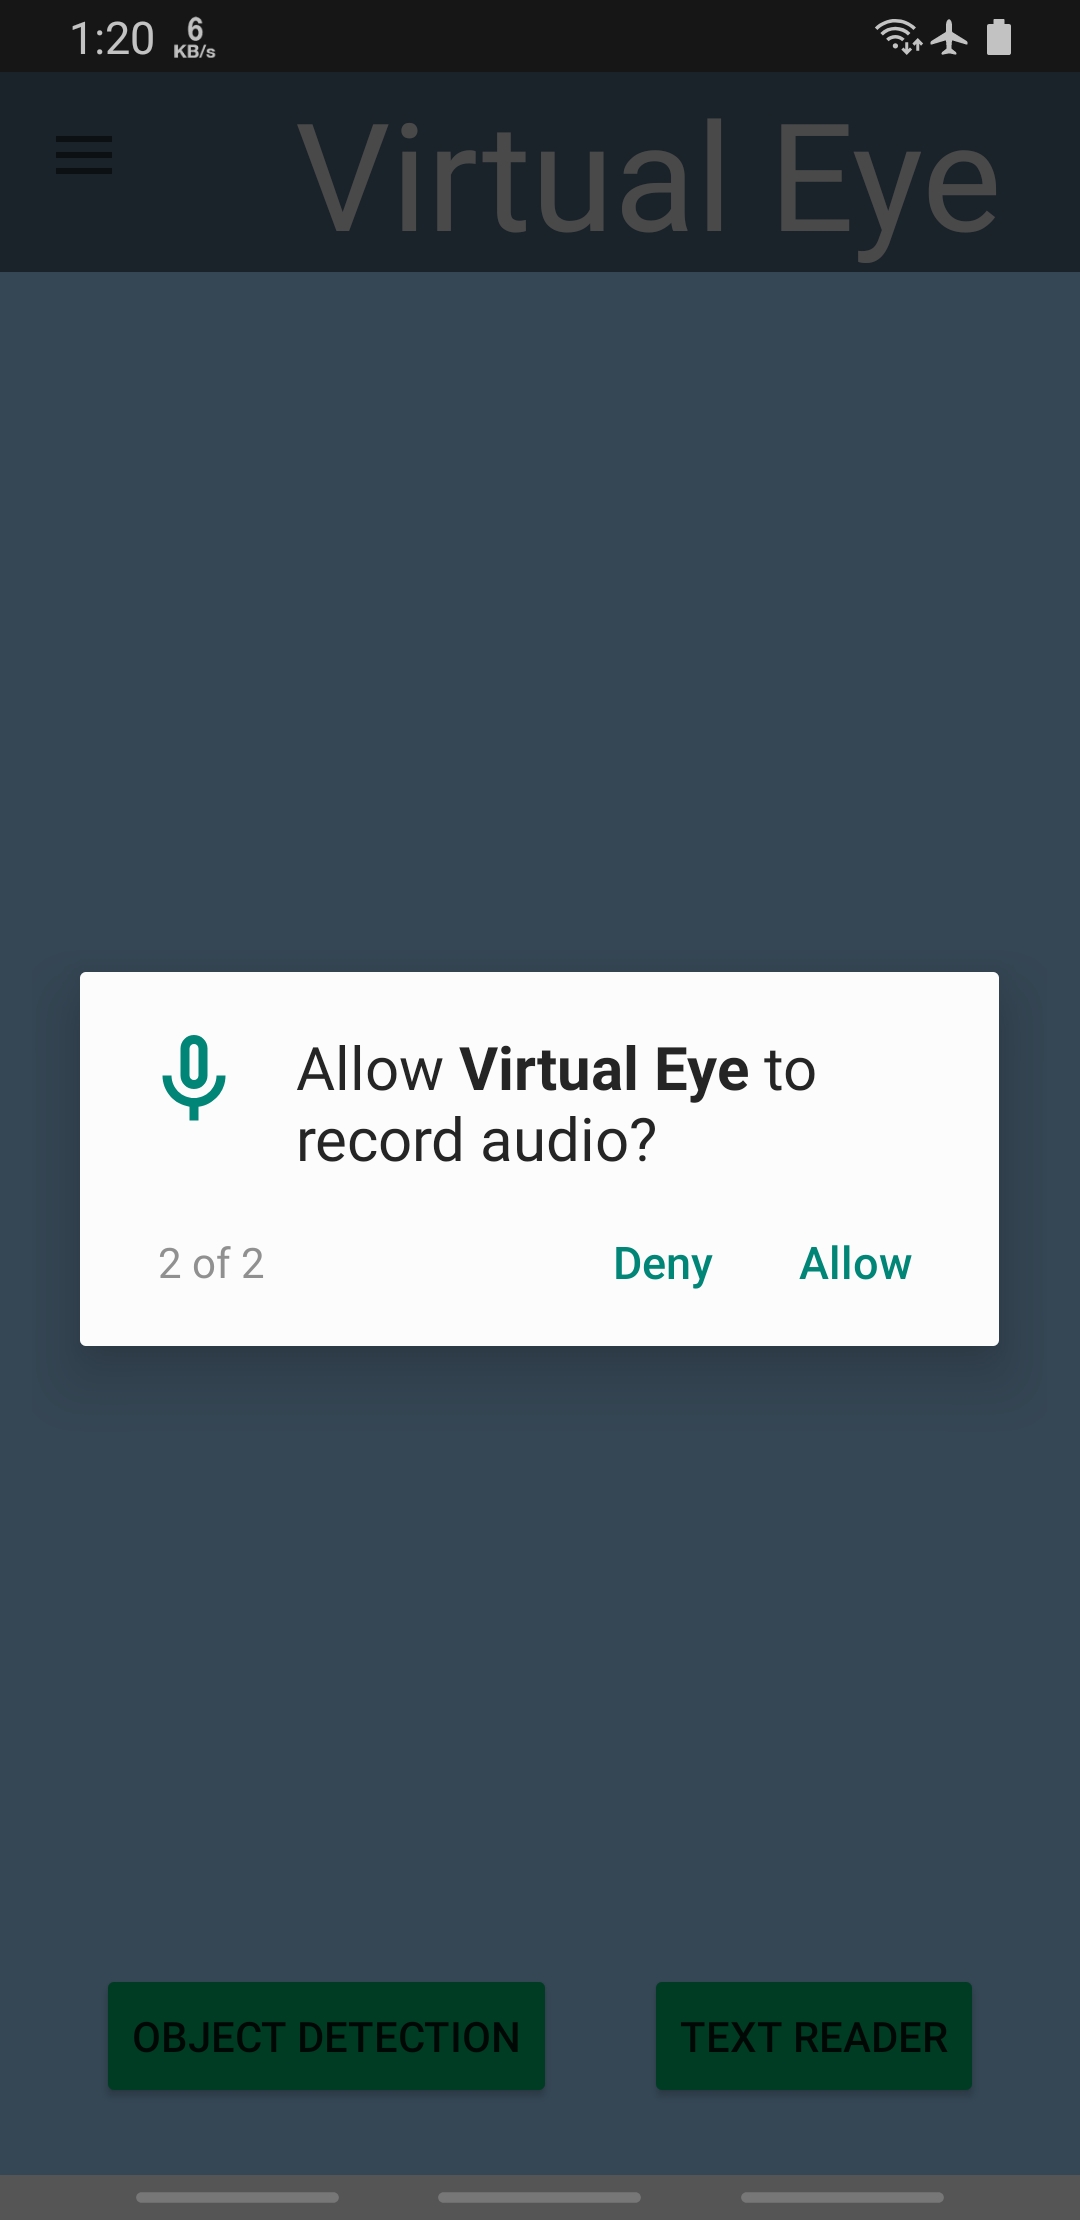 1:20 6 KB/s
Virtual Eye
Allow Virtual Eye to
record audio?
2 of 2 Deny Allow
OBJECT DETECTION TEXT READER